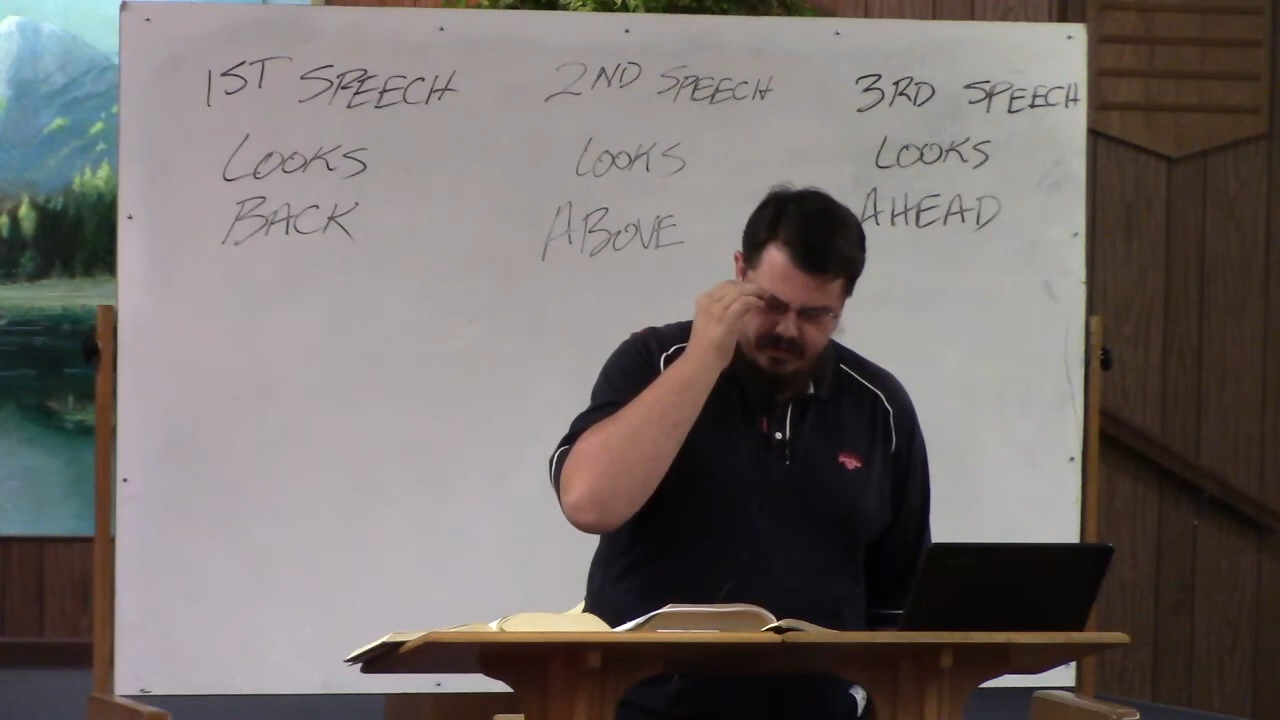 1ST SPEECH
LOOKS
BACK
2ND SPEECH
LOOKS
ABOVE
3RD SPEECH
LOOKS
AHEAD